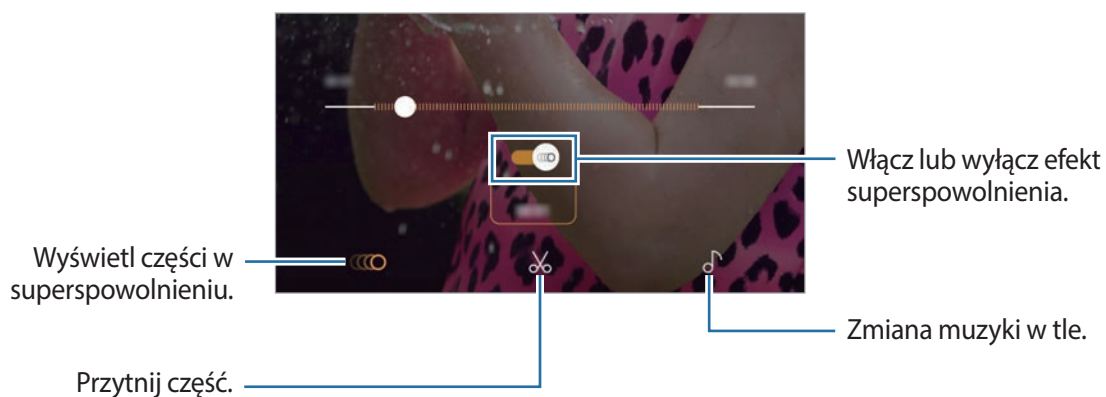 Włącz lub wyłącz efekt
superspowolnienia.
Wyświetl części w
superspowolnieniu.
Zmiana muzyki w tle.
Przytnij część.